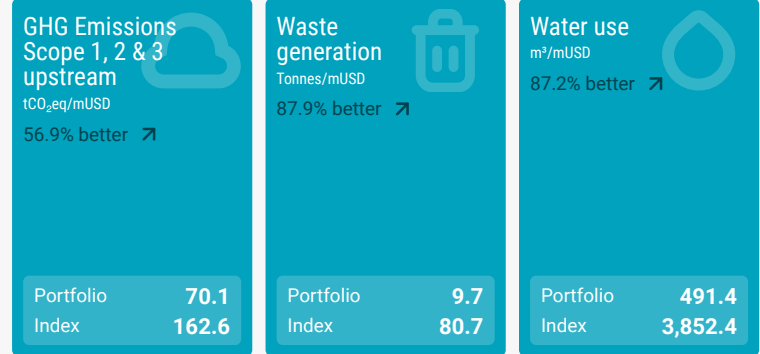 GHG Emissions
Scope 1, 2 & 3
upstream
tCO₂eq/mUSD
56.9% better
Portfolio 70.1
Index 162.6
Waste
generation
Tonnes/mUSD
87.9% better
Portfolio 9.7
Index 80.7
Water use
m³/mUSD
87.2% better
Portfolio 491.4
Index 3,852.4